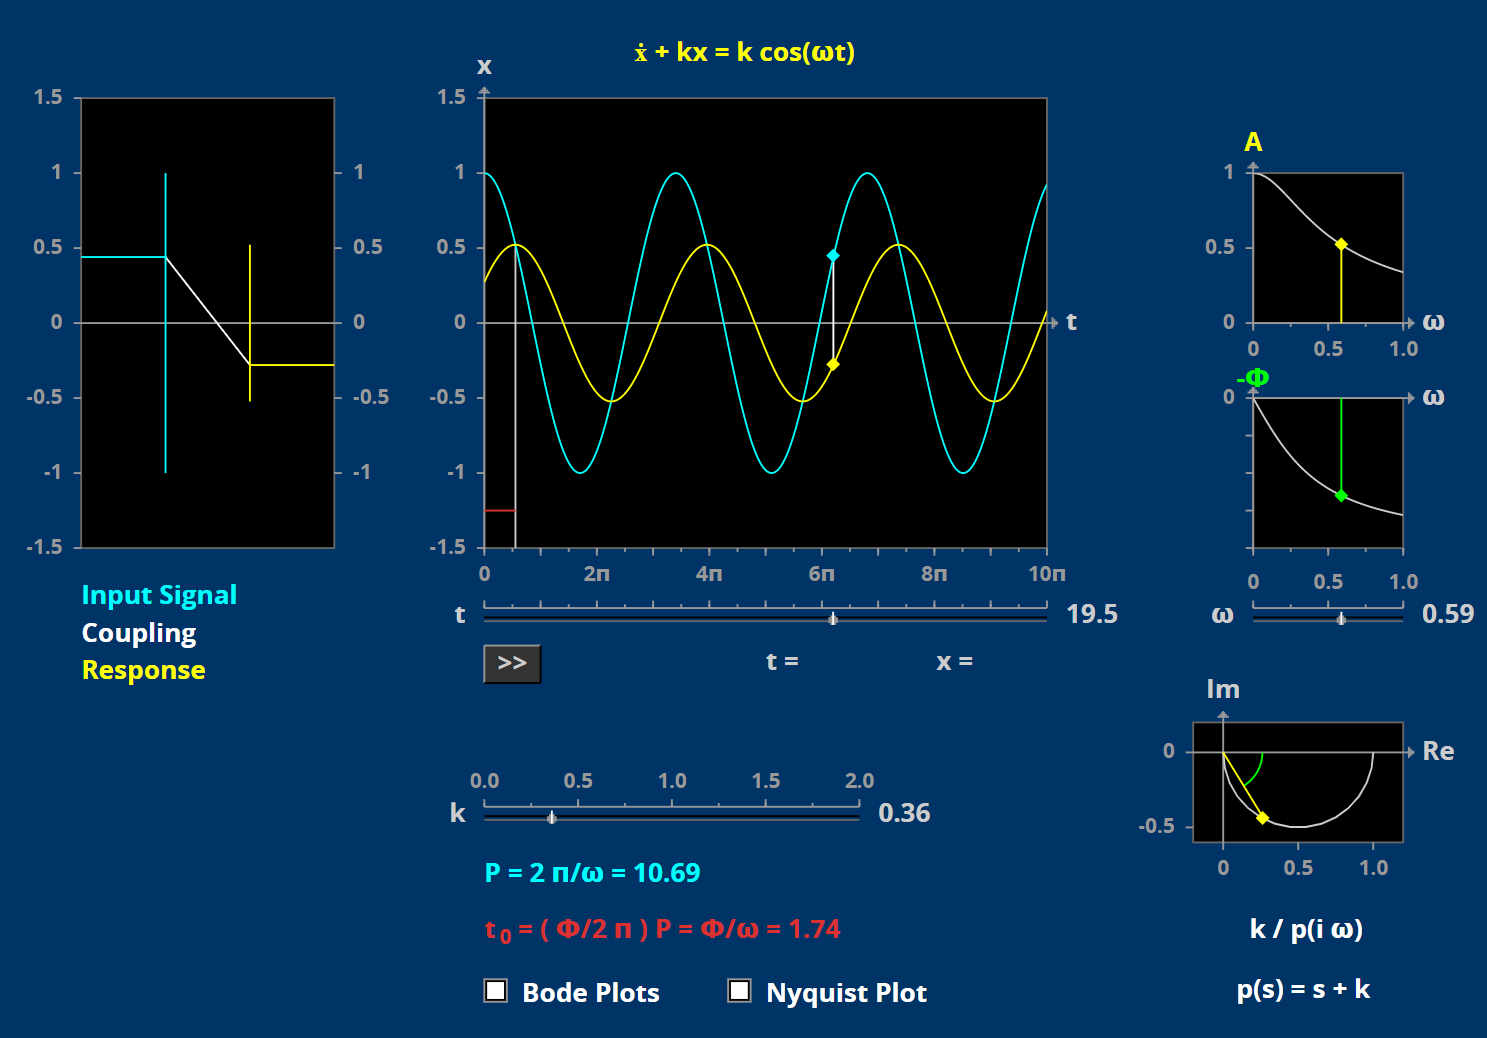 ẋ + kx = k cos(ωt)
x
1.5
1
0.5
0
-0.5
-1
-1.5
1
0.5
0
-0.5
-1
1.5
1
0.5
0
-0.5
-1
-1.5
t
0 2π 4π 6π 8π 10π
t 19.5
>> t = x =
Input Signal
Coupling
Response
0.0 0.5 1.0 1.5 2.0
k 0.36
P = 2 π/ω = 10.69
t 0 = ( Φ/2 π ) P = Φ/ω = 1.74
Bode Plots Nyquist Plot
A
1
0.5
0 ω
0 0.5 1.0
-Φ
0 ω
0 0.5 1.0
ω 0.59
Im
0 Re
-0.5
0 0.5 1.0
k / p(i ω)
p(s) = s + k